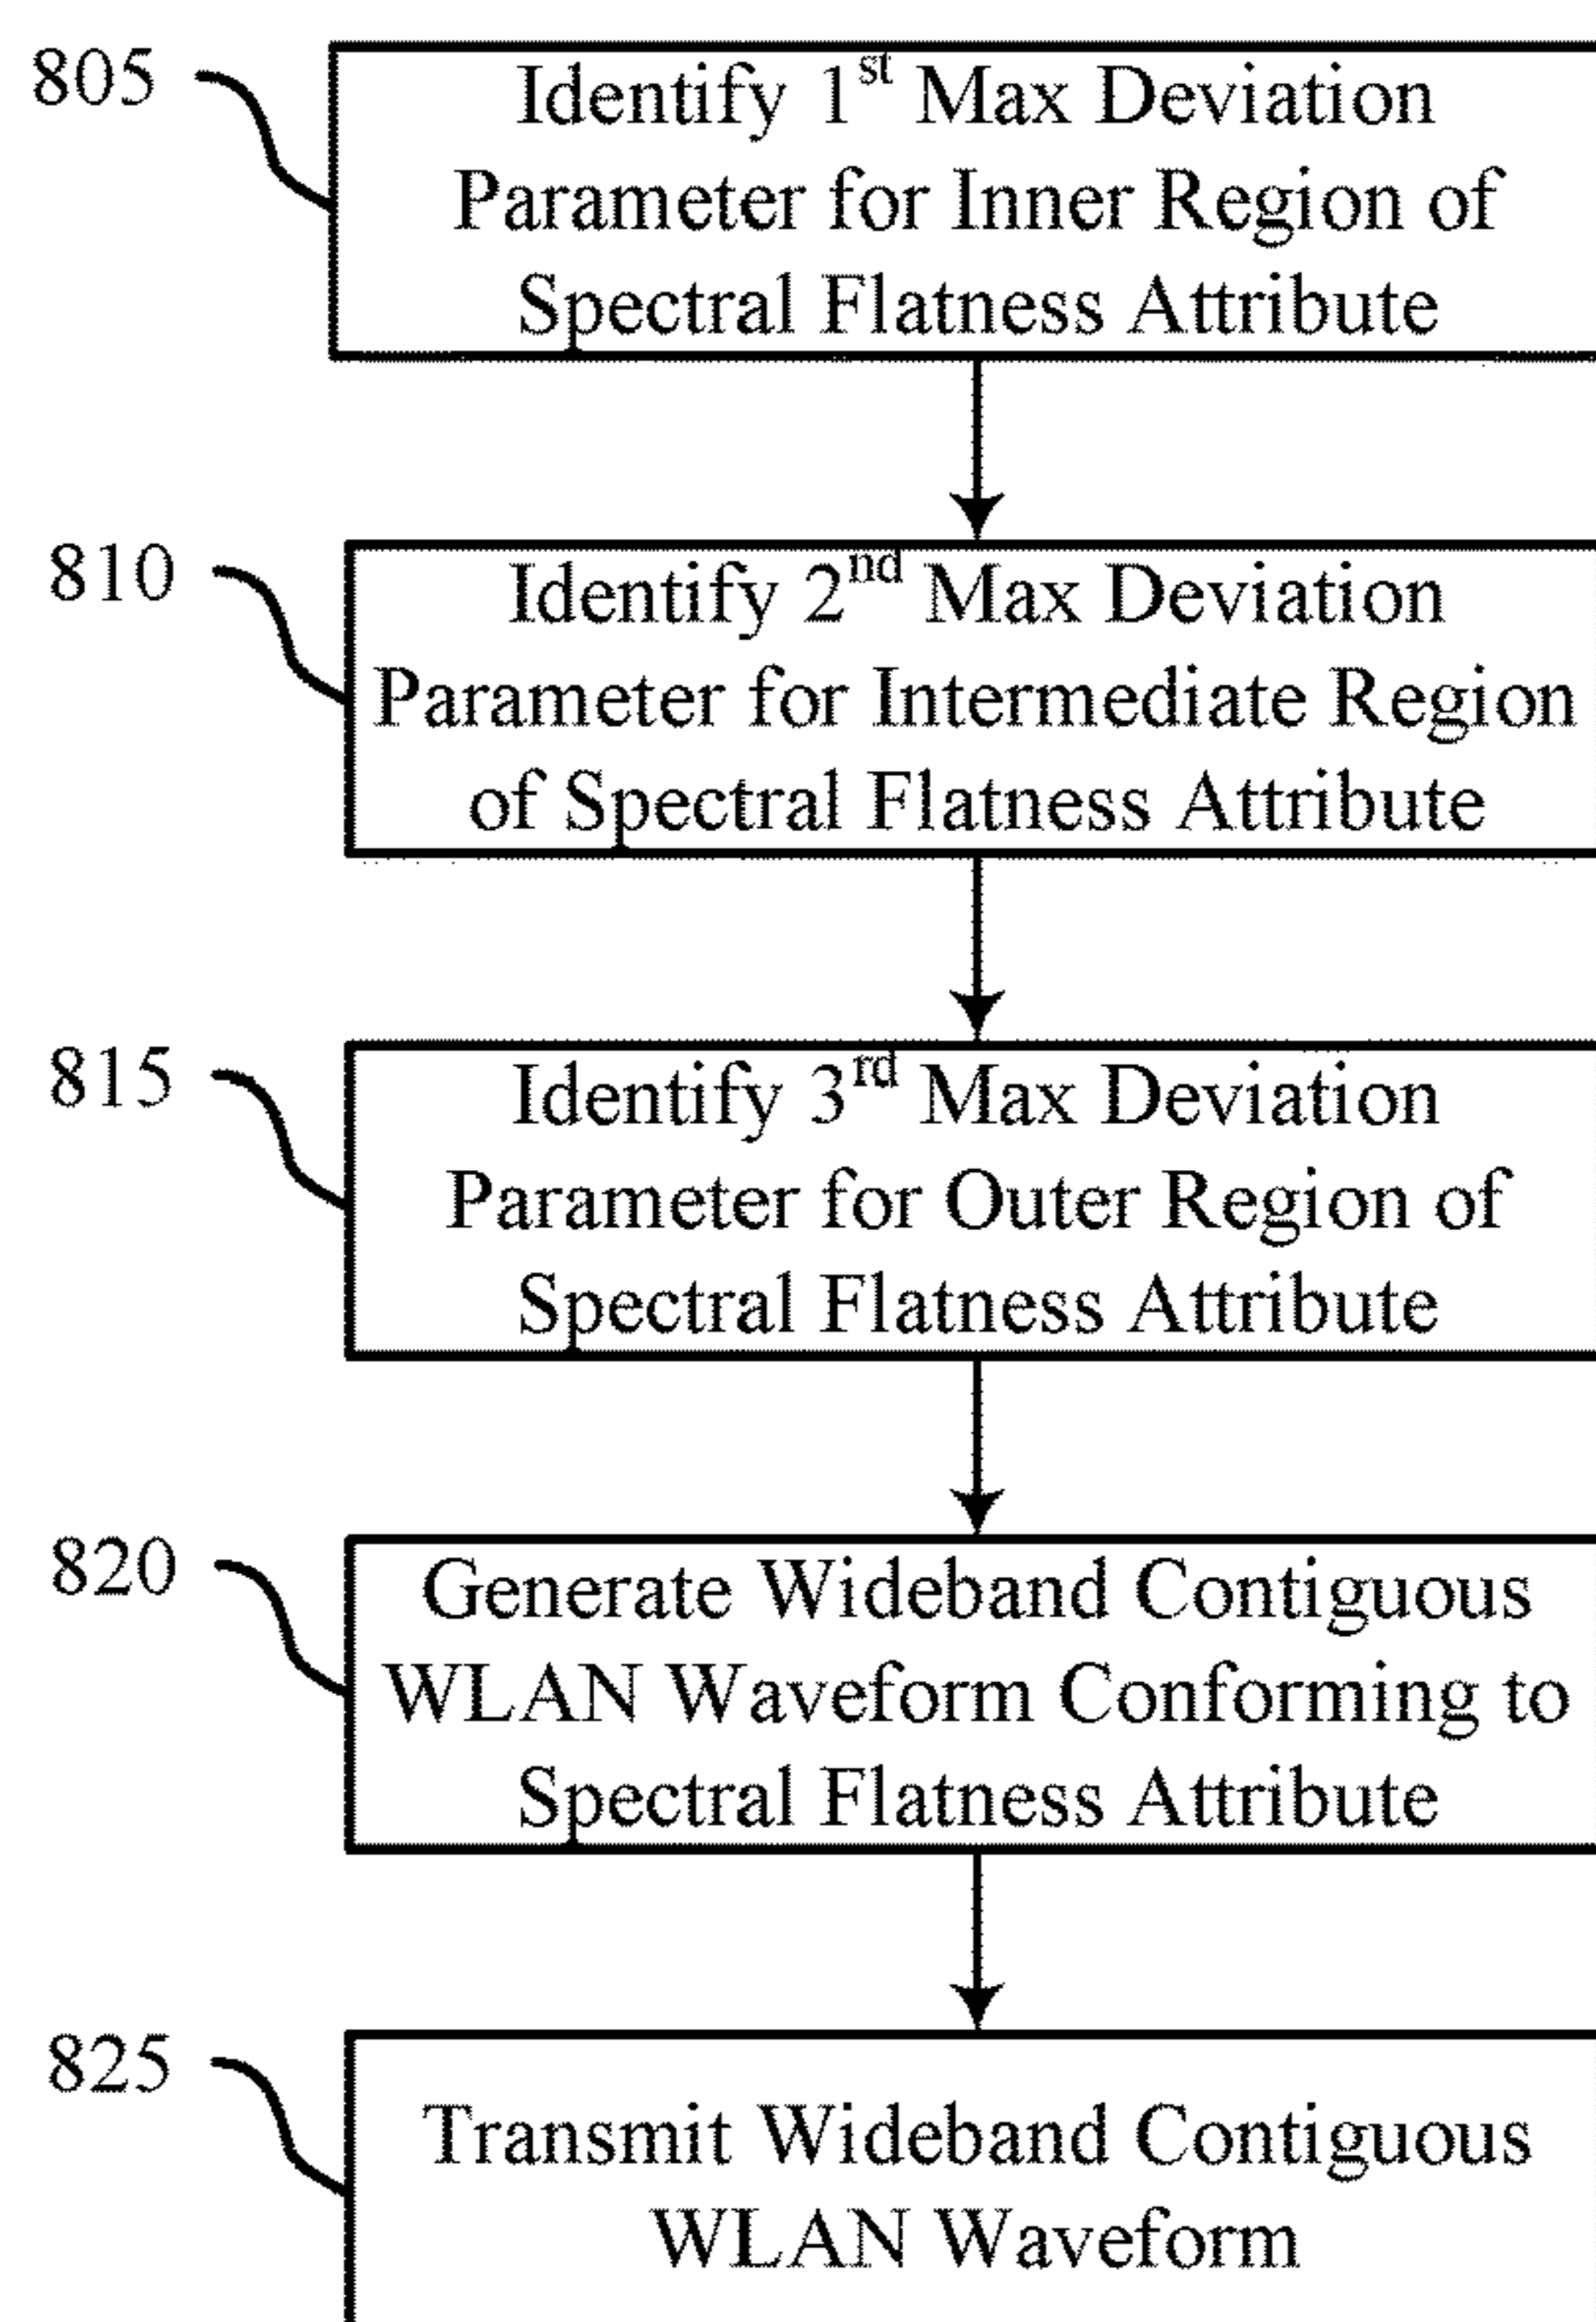 805
Identify 1st Max Deviation
Parameter for Inner Region of
Spectral Flatness Attribute
810
Identify 2nd Max Deviation
Parameter for Intermediate Region
of Spectral Flatness Attribute
815
Identify 3rd Max Deviation
Parameter for Outer Region of
Spectral Flatness Attribute
820
Generate Wideband Contiguous
WLAN Waveform Conforming to
Spectral Flatness Attribute
825
Transmit Wideband Contiguous
WLAN Waveform